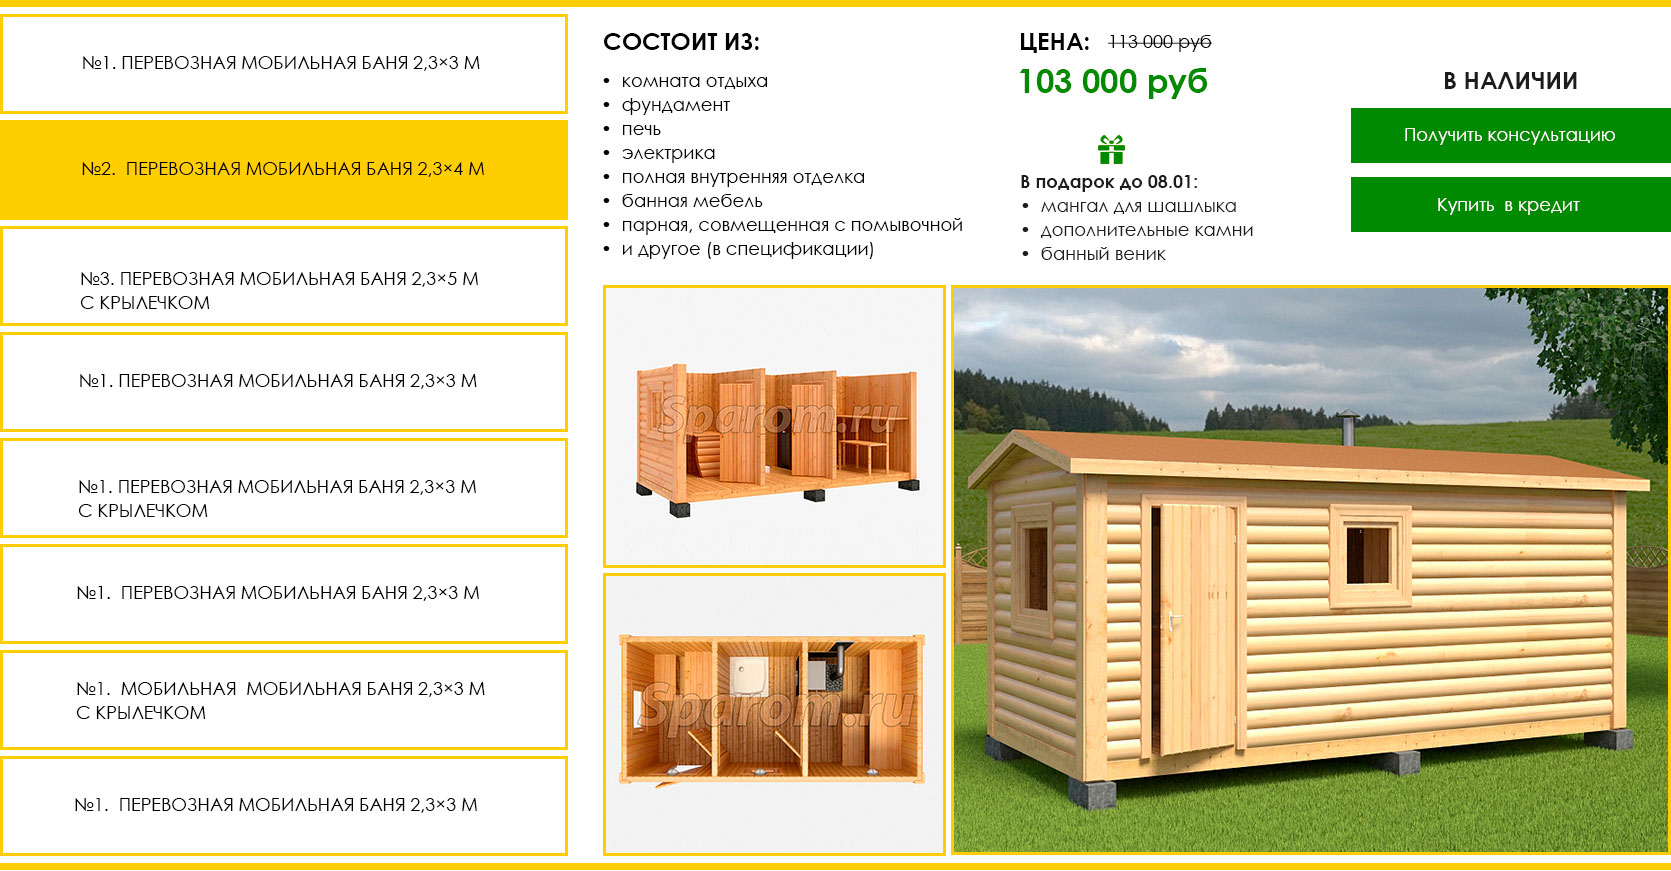 №1. ПЕРЕВОЗНАЯ МОБИЛЬНАЯ БАНЯ 2,3×3 М
№2. ПЕРЕВОЗНАЯ МОБИЛЬНАЯ БАНЯ 2,3×4 М
№3. ПЕРЕВОЗНАЯ МОБИЛЬНАЯ БАНЯ 2,3×5 М
С КРЫЛЕЧКОМ
№1. ПЕРЕВОЗНАЯ МОБИЛЬНАЯ БАНЯ 2,3×3 М
№1. ПЕРЕВОЗНАЯ МОБИЛЬНАЯ БАНЯ 2,3×3 М
С КРЫЛЕЧКОМ
№1. ПЕРЕВОЗНАЯ МОБИЛЬНАЯ БАНЯ 2,3×3 М
№1. МОБИЛЬНАЯ МОБИЛЬНАЯ БАНЯ 2,3×3 М
С КРЫЛЕЧКОМ
№1. ПЕРЕВОЗНАЯ МОБИЛЬНАЯ БАНЯ 2,3×3 М
СОСТОИТ ИЗ:
• комната отдыха
• фундамент
• печь
• электрика
• полная внутренняя отделка
• банная мебель
• парная, совмещенная с помывочной
• и другое (в спецификации)
ЦЕНА: 113 000 руб
103 000 руб
В подарок до 08.01:
• мангал для шашлыка
• дополнительные камни
• банный веник
В НАЛИЧИИ
Получить консультацию
Купить в кредит
Sparom.ru
Sparom.ru